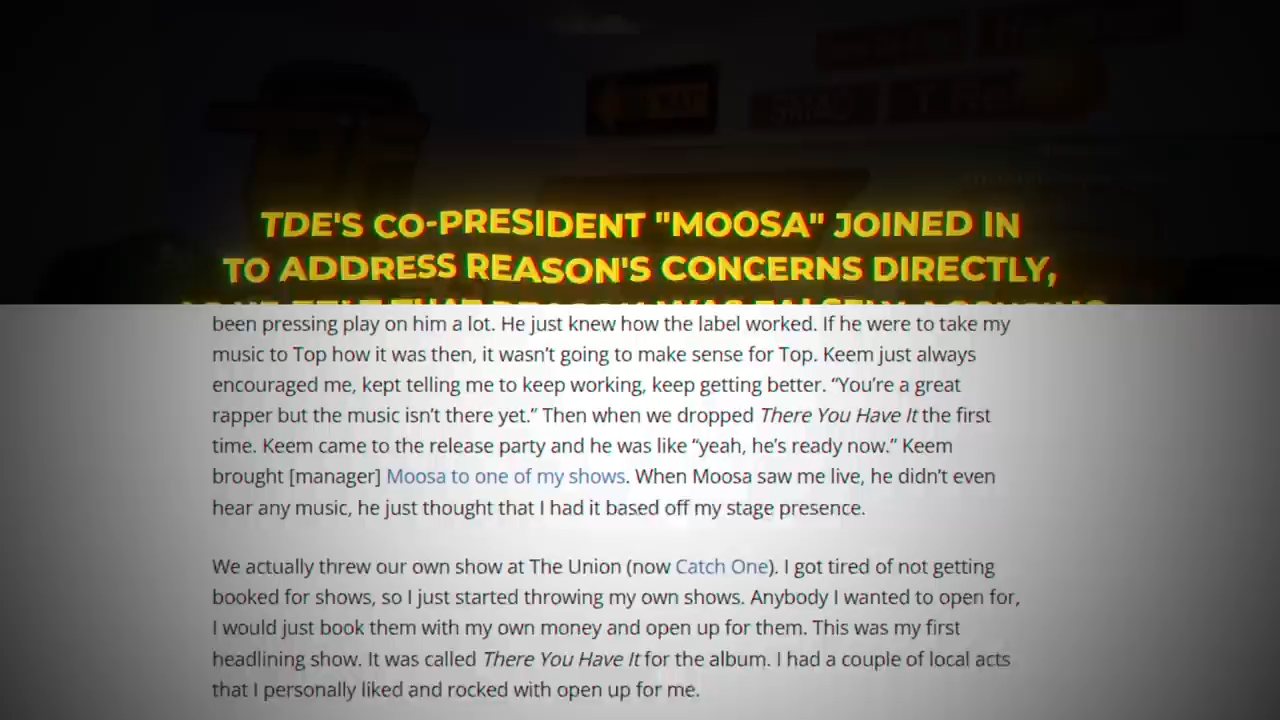 TDE'S CO-PRESIDENT "MOOSA" JOINED IN
TO ADDRESS REASON'S CONCERNS DIRECTLY,
been pressing play on him a lot. He just knew how the label worked. If he were to take my
music to Top how it was then, it wasn’t going to make sense for Top. Keem just always
encouraged me, kept telling me to keep working, keep getting better. “You’re a great
rapper but the music isn’t there yet.” Then when we dropped There You Have It the first
time. Keem came to the release party and he was like “yeah, he’s ready now.” Keem
brought [manager] Moosa to one of my shows. When Moosa saw me live, he didn’t even
hear any music, he just thought that I had it based off my stage presence.
We actually threw our own show at The Union (now Catch One). I got tired of not getting
booked for shows, so I just started throwing my own shows. Anybody I wanted to open for,
I would just book them with my own money and open up for them. This was my first
headlining show. It was called There You Have It for the album. I had a couple of local acts
that I personally liked and rocked with open up for me.